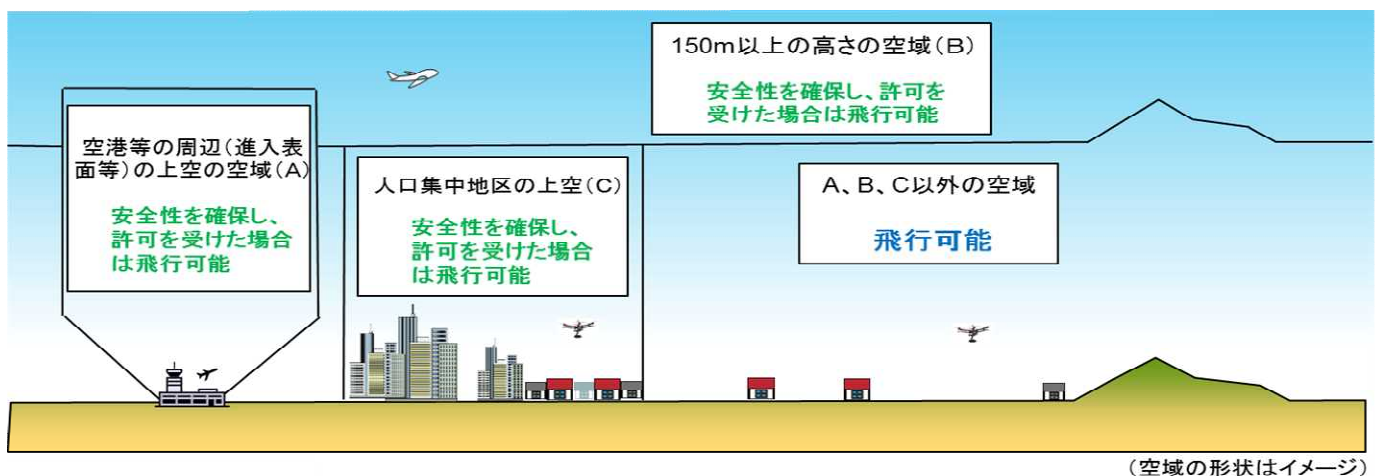 150m以上の高さの空域(B)
安全性を確保し、許可を
受けた場合は飛行可能
空港等の周辺(進入表
面等)の上空の空域(A)
安全性を確保し、
許可を受けた場合
は飛行可能
人口集中地区の上空(C)
安全性を確保し、
許可を受けた場合
は飛行可能
A、B、C以外の空域
飛行可能
(空域の形状はイメージ)